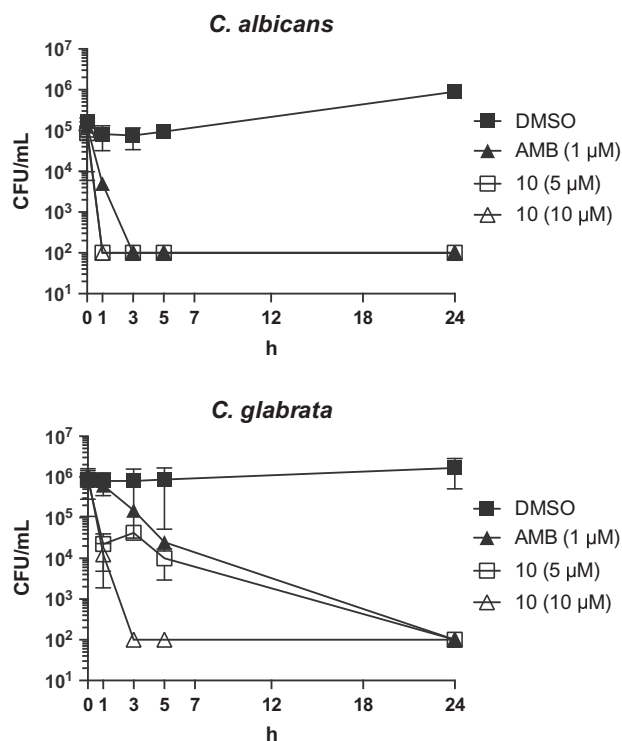 C. albicans
10⁷
10⁶
10⁵
10⁴
10³
10²
10¹
CFU/mL
0 1 3 5 7 12 18 24
h
DMSO
AMB (1 µM)
10 (5 µM)
10 (10 µM)
C. glabrata
10⁷
10⁶
10⁵
10⁴
10³
10²
10¹
CFU/mL
0 1 3 5 7 12 18 24
h
DMSO
AMB (1 µM)
10 (5 µM)
10 (10 µM)